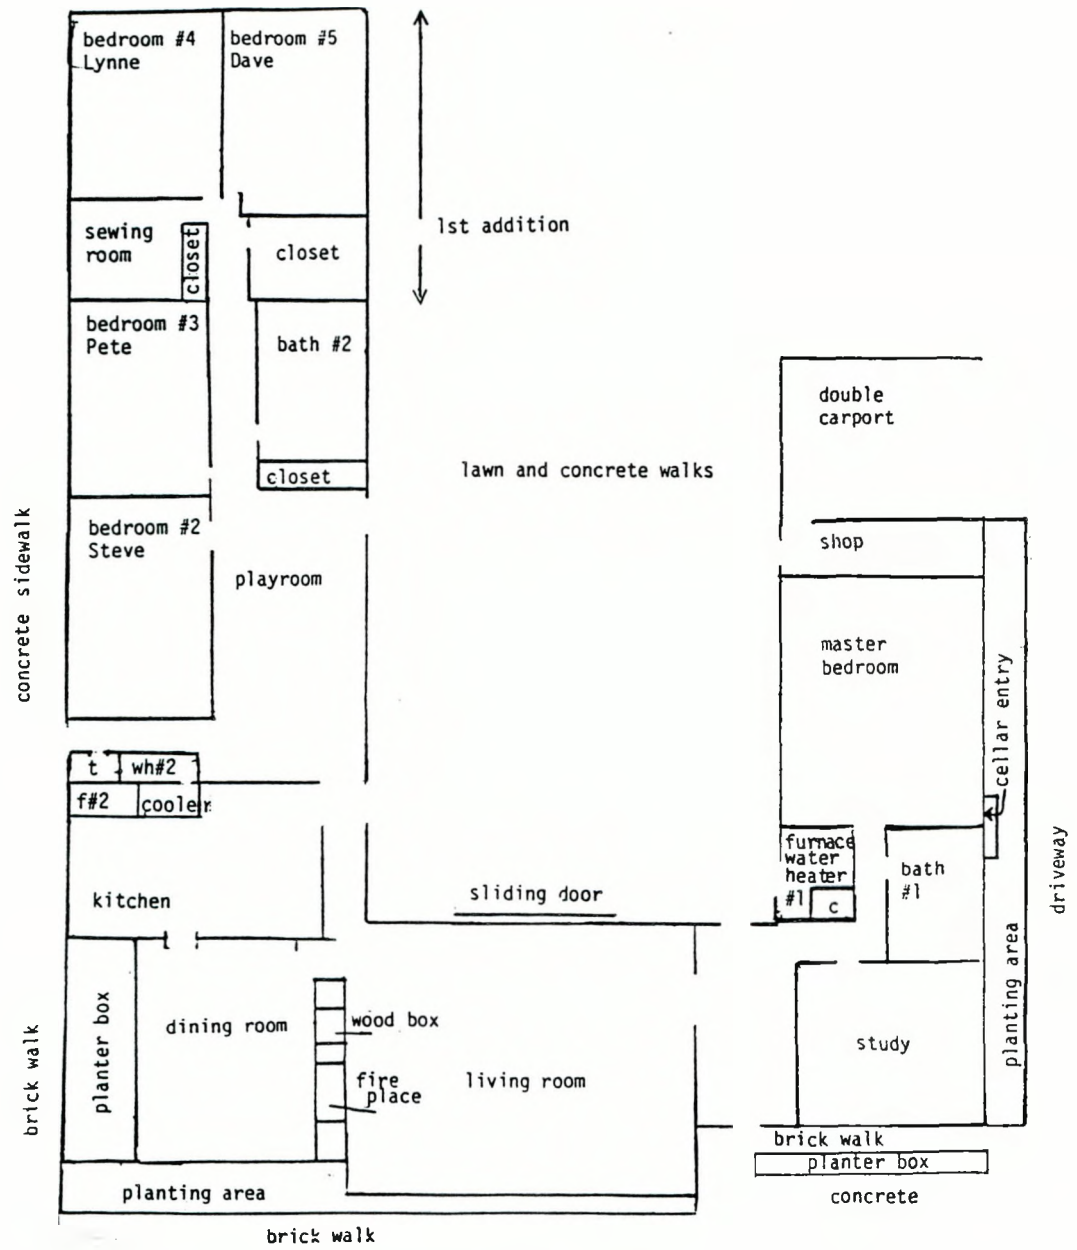 bedroom #4
Lynne
bedroom #5
Dave
1st addition
sewing
room
closet
closet
bedroom #3
Pete
bath #2
closet
lawn and concrete walks
double
carport
shop
concrete sidewalk
bedroom #2
Steve
playroom
master
bedroom
cellar entry
t
wh#2
f#2
cooler
kitchen
sliding door
furnace
water
heater
#1
c
bath
#1
driveway
planting area
brick walk
planter box
dining room
wood box
fire
place
living room
study
brick walk
planter box
concrete
planting area
brick walk